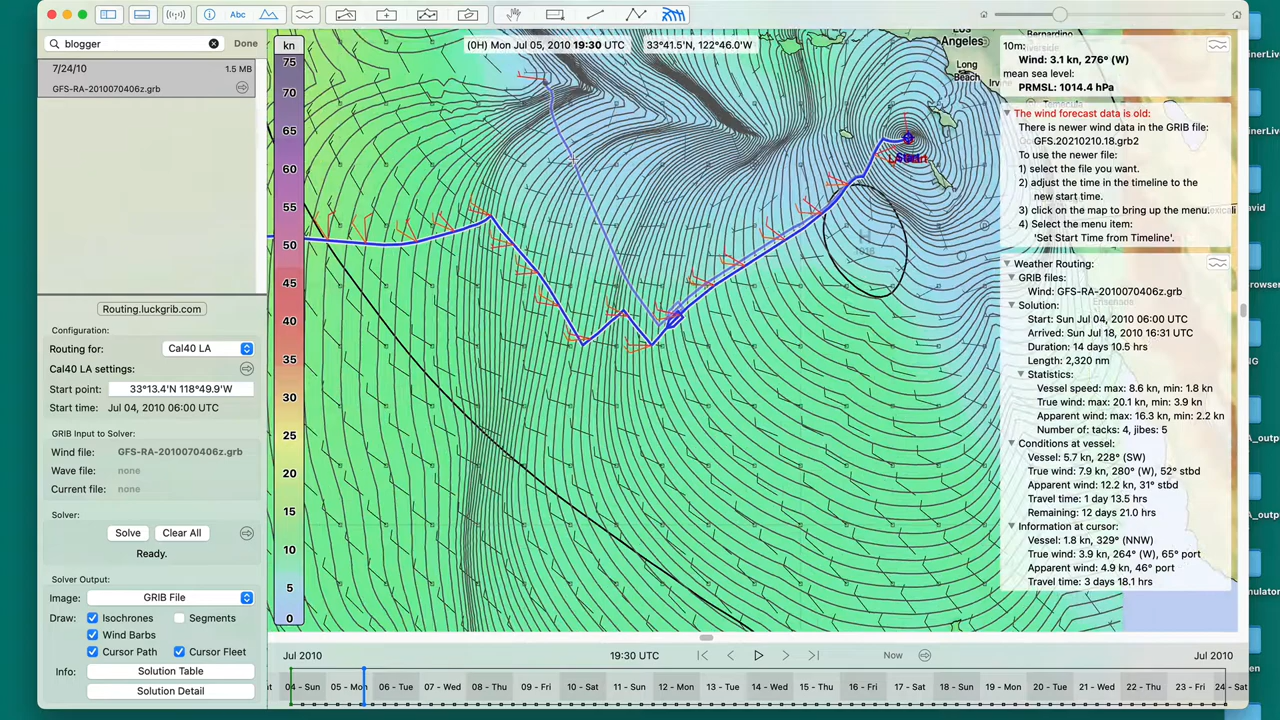 Abc
blogger
Done
7/24/10
1.5 MB
GFS-RA-2010070406z.grb
Routing.luckgrib.com
Configuration:
Routing for:
Cal40 LA
Cal40 LA settings:
Start point:
33°13.4'N 118°49.9'W
Start time:
Jul 04, 2010 06:00 UTC
GRIB Input to Solver:
Wind file:
GFS-RA-2010070406z.grb
Wave file:
none
Current file:
none
Solver:
Solve
Clear All
Ready.
Solver Output:
Image:
GRIB File
Draw:
Isochrones
Segments
Wind Barbs
Cursor Path
Cursor Fleet
Info:
Solution Table
Solution Detail
kn
75
70
65
60
55
50
45
40
35
30
25
20
15
10
5
0
(0H) Mon Jul 05, 2010 19:30 UTC
33°41.5'N, 122°46.0'W
Los
Angeles
Long
Beach
Bernardino
Riverside
Temecula
Ensenada
Start
10m:
Wind: 3.1 kn, 276° (W)
mean sea level:
PRMSL: 1014.4 hPa
The wind forecast data is old:
There is newer wind data in the GRIB file:
GFS.20210210.18.grb2
To use the newer file:
1) select the file you want.
2) adjust the time in the timeline to the
new start time.
3) click on the map to bring up the menu.
4) Select the menu item:
'Set Start Time from Timeline'.
Weather Routing:
GRIB files:
Wind: GFS-RA-2010070406z.grb
Solution:
Start: Sun Jul 04, 2010 06:00 UTC
Arrived: Sun Jul 18, 2010 16:31 UTC
Duration: 14 days 10.5 hrs
Length: 2,320 nm
Statistics:
Vessel speed: max: 8.6 kn, min: 1.8 kn
True wind: max: 20.1 kn, min: 3.9 kn
Apparent wind: max: 16.3 kn, min: 2.2 kn
Number of: tacks: 4, jibes: 5
Conditions at vessel:
Vessel: 5.7 kn, 228° (SW)
True wind: 7.9 kn, 280° (W), 52° stbd
Apparent wind: 12.2 kn, 31° stbd
Travel time: 1 day 13.5 hrs
Remaining: 12 days 21.0 hrs
Information at cursor:
Vessel: 1.8 kn, 329° (NNW)
True wind: 3.9 kn, 264° (W), 65° port
Apparent wind: 4.9 kn, 46° port
Travel time: 3 days 18.1 hrs
Jul 2010
19:30 UTC
Now
Jul 2010
04 - Sun
05 - Mon
06 - Tue
07 - Wed
08 - Thu
09 - Fri
10 - Sat
11 - Sun
12 - Mon
13 - Tue
14 - Wed
15 - Thu
16 - Fri
17 - Sat
18 - Sun
19 - Mon
20 - Tue
21 - Wed
22 - Thu
23 - Fri
24 - Sat